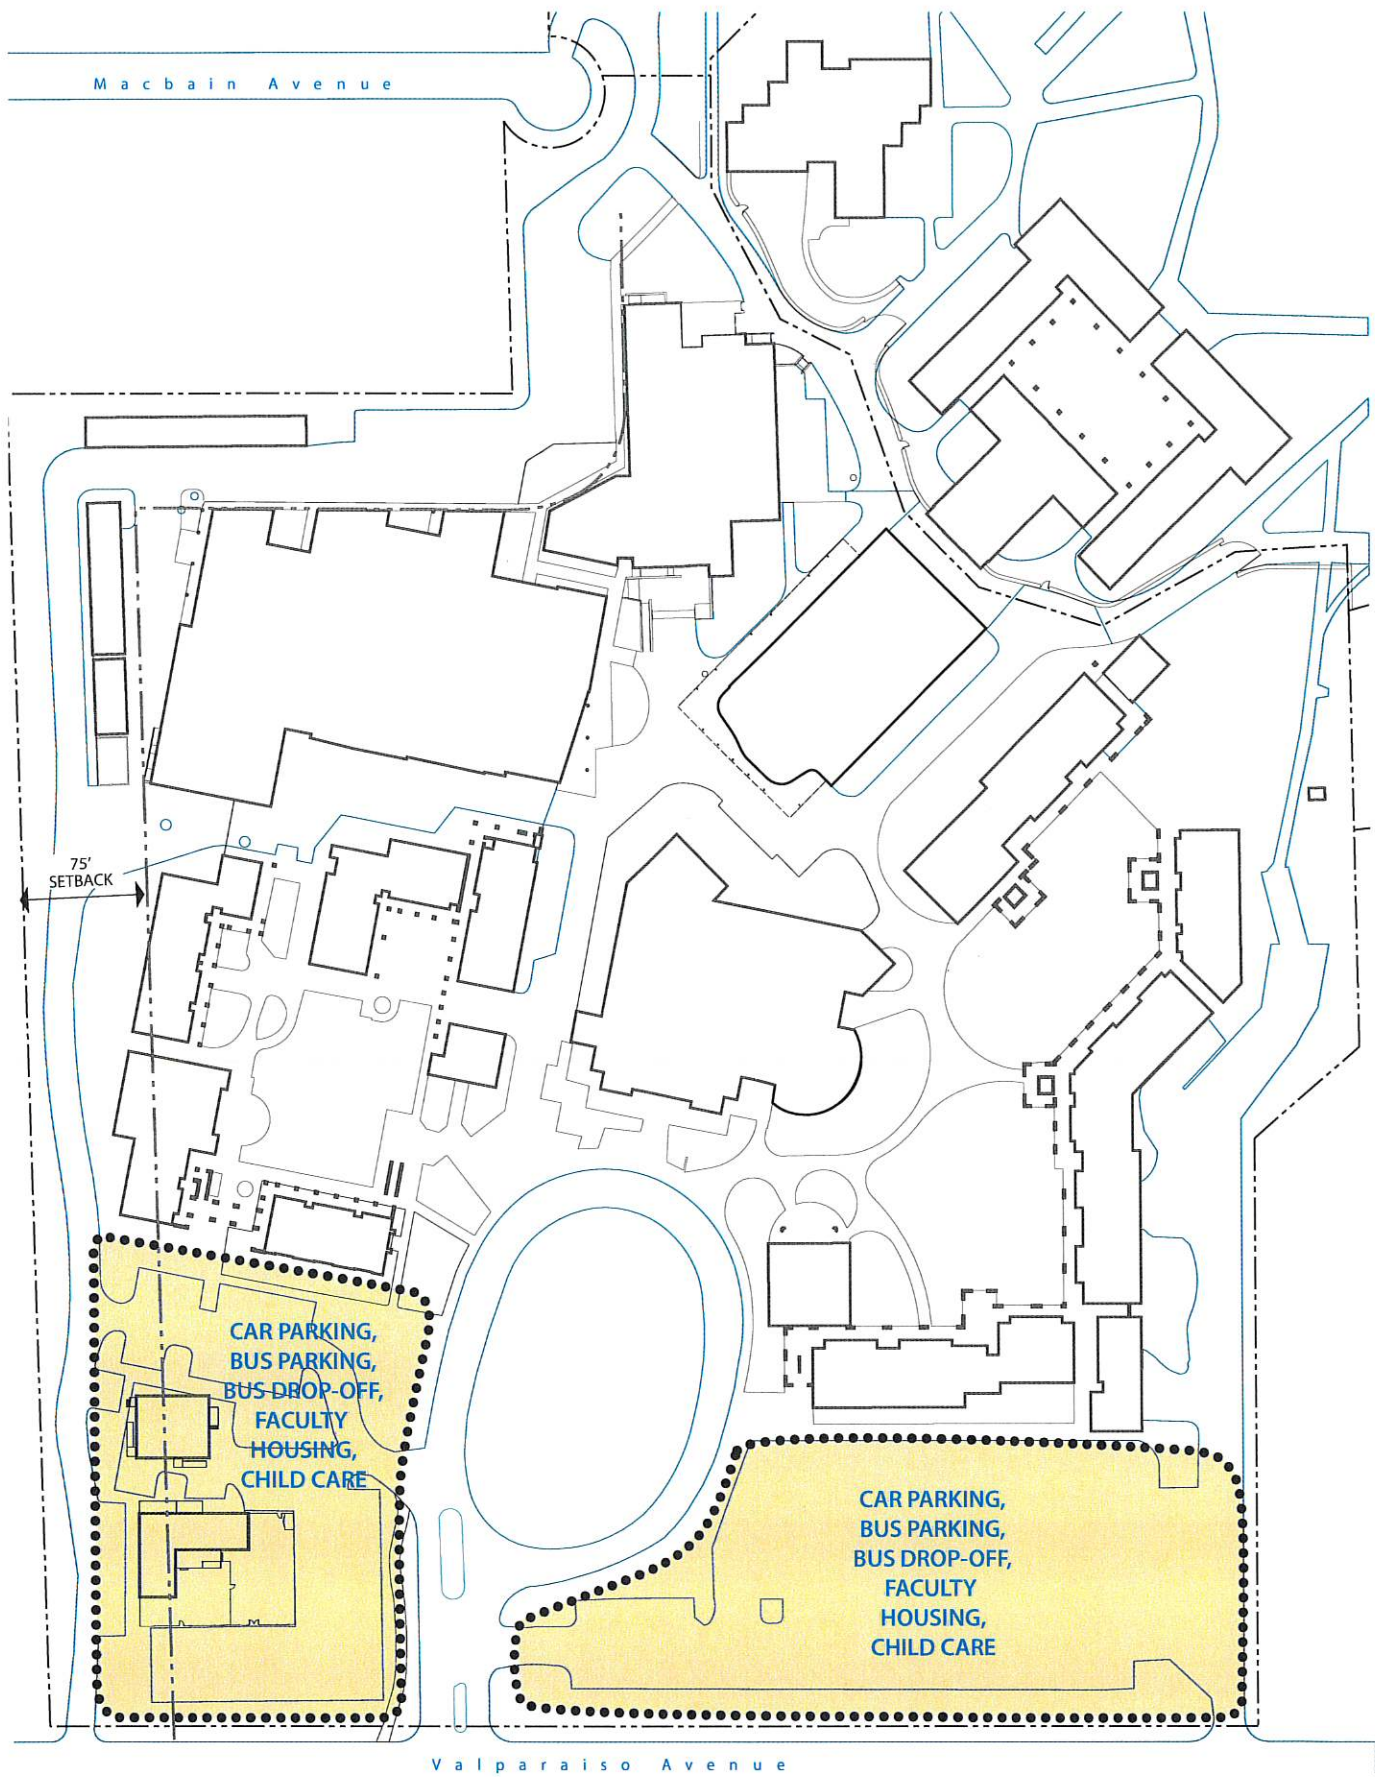 Macbain Avenue
75'
SETBACK
CAR PARKING,
BUS PARKING,
BUS DROP-OFF,
FACULTY
HOUSING,
CHILD CARE
CAR PARKING,
BUS PARKING,
BUS DROP-OFF,
FACULTY
HOUSING,
CHILD CARE
Valparaiso Avenue